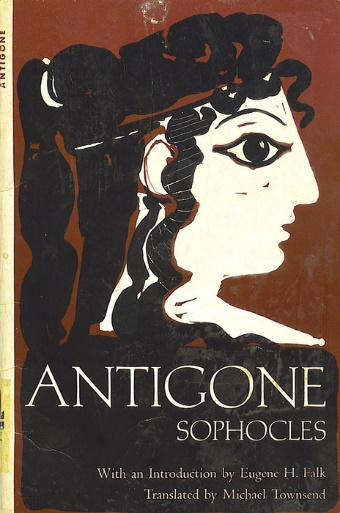 ANTIGONE
ANTIGONE
SOPHOCLES
With an Introduction by Eugene H. Falk
Translated by Michael Townsend